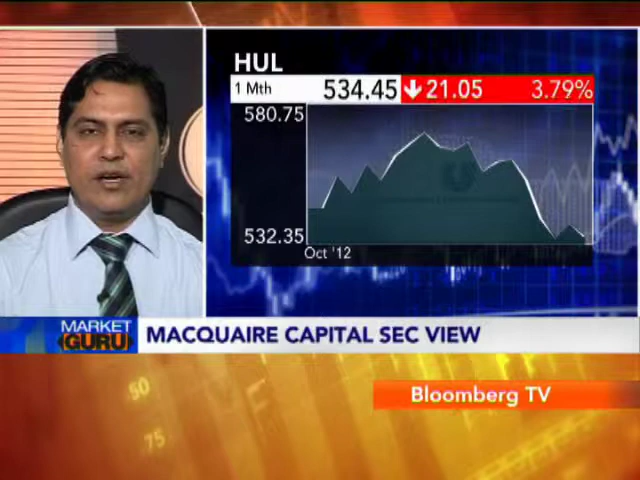 HUL
1 Mth 534.45 21.05 3.79%
580.75
532.35
Oct '12
MARKET GURU
MACQUAIRE CAPITAL SEC VIEW
Bloomberg TV
50
75